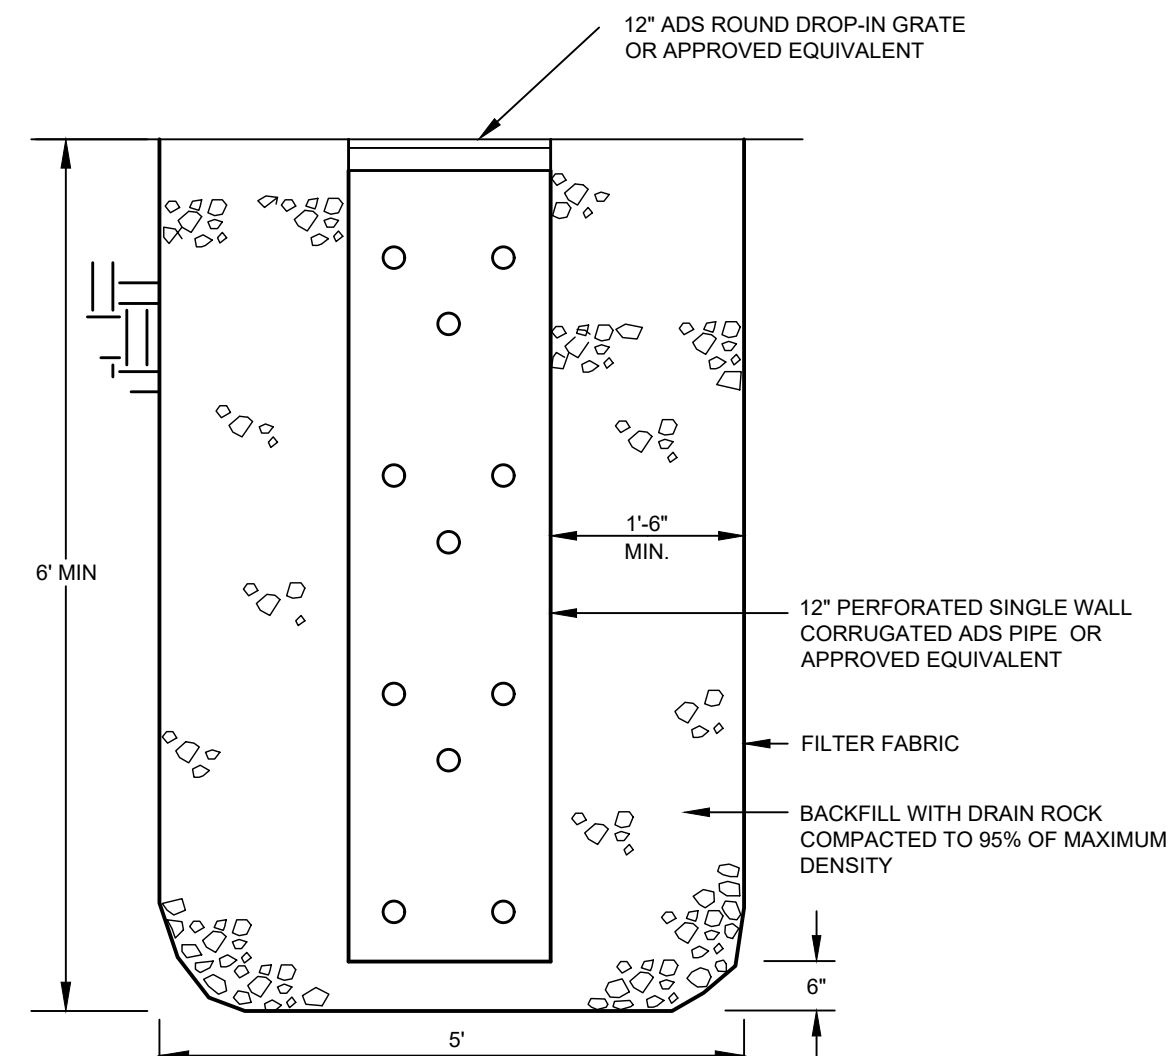 12" ADS ROUND DROP-IN GRATE
OR APPROVED EQUIVALENT
1'-6"
MIN.
6' MIN
12" PERFORATED SINGLE WALL
CORRUGATED ADS PIPE OR
APPROVED EQUIVALENT
FILTER FABRIC
BACKFILL WITH DRAIN ROCK
COMPACTED TO 95% OF MAXIMUM
DENSITY
6"
5'